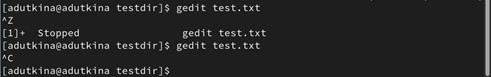 [adutkina@adutkina testdir]$ gedit test.txt
^Z
[1]+  Stopped                 gedit test.txt
[adutkina@adutkina testdir]$ gedit test.txt
^C
[adutkina@adutkina testdir]$